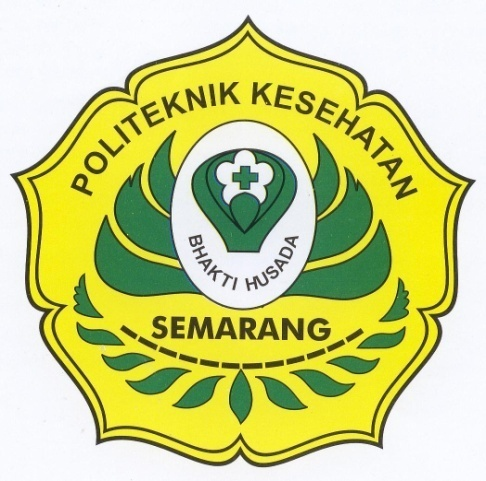 POLITEKNIK KESEHATAN
BHAKTI HUSADA
SEMARANG